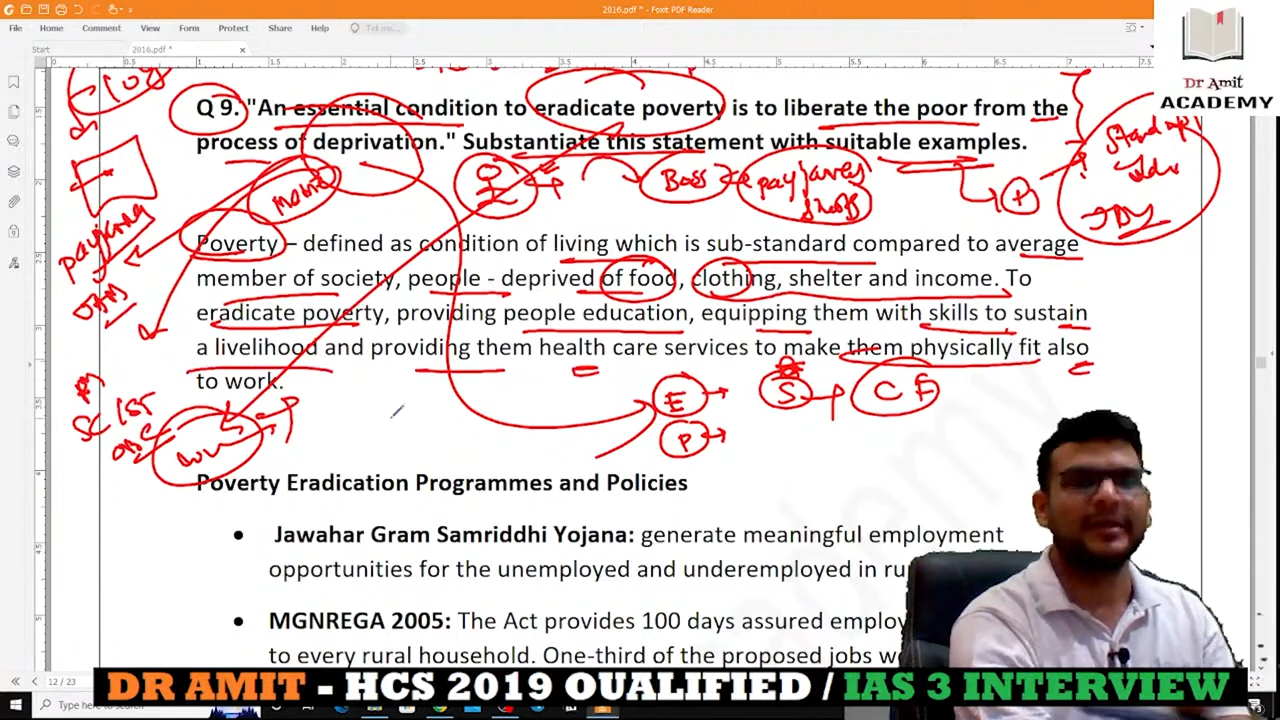 2016.pdf * - Foxit PDF Reader
File Home Comment View Form Protect Share Help Tell me...
Start 2016.pdf *
Dr Amit
ACADEMY
Q 9. "An essential condition to eradicate poverty is to liberate the poor from the
process of deprivation." Substantiate this statement with suitable examples.
Boss
Poverty – defined as condition of living which is sub-standard compared to average
member of society, people - deprived of food, clothing, shelter and income. To
eradicate poverty, providing people education, equipping them with skills to sustain
a livelihood and providing them health care services to make them physically fit also
to work.
E S C E
P
Poverty Eradication Programmes and Policies
• Jawahar Gram Samriddhi Yojana: generate meaningful employment
opportunities for the unemployed and underemployed in
• MGNREGA 2005: The Act provides 100 days assured
to every rural household. One-third of the proposed jobs
12 / 23
DR AMIT - HCS 2019 QUALIFIED / IAS 3 INTERVIEW
Type here to